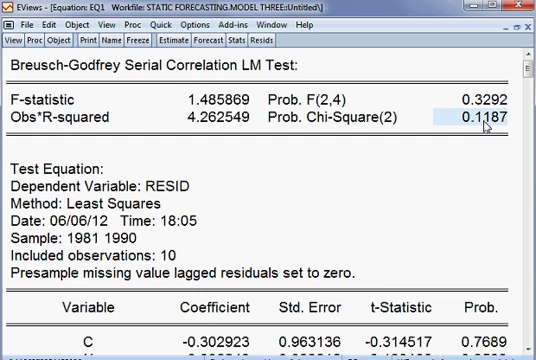 EViews - [Equation: EQ1   Workfile: STATIC FORECASTING.MODEL THREE::Untitled\]
File Edit Object View Proc Quick Options Add-ins Window Help
View Proc Object Print Name Freeze Estimate Forecast Stats Resids
Breusch-Godfrey Serial Correlation LM Test:
F-statistic 1.485869 Prob. F(2,4) 0.3292
Obs*R-squared 4.262549 Prob. Chi-Square(2) 0.1187
Test Equation:
Dependent Variable: RESID
Method: Least Squares
Date: 06/06/12   Time: 18:05
Sample: 1981 1990
Included observations: 10
Presample missing value lagged residuals set to zero.
Variable Coefficient Std. Error t-Statistic Prob.
C -0.302923 0.963136 -0.314517 0.7689